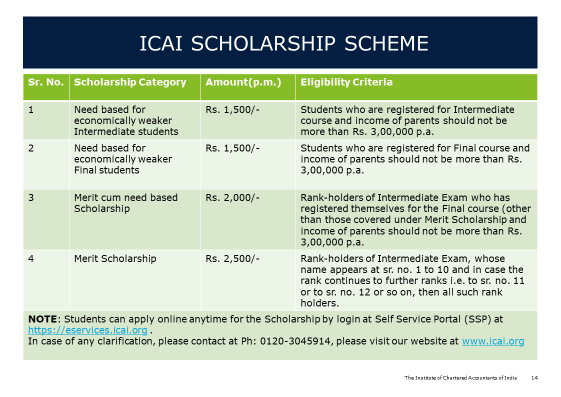 ICAI SCHOLARSHIP SCHEME
Sr. No. Scholarship Category Amount(p.m.) Eligibility Criteria
1 Need based for economically weaker Intermediate students Rs. 1,500/- Students who are registered for Intermediate course and income of parents should not be more than Rs. 3,00,000 p.a.
2 Need based for economically weaker Final students Rs. 1,500/- Students who are registered for Final course and income of parents should not be more than Rs. 3,00,000 p.a.
3 Merit cum need based Scholarship Rs. 2,000/- Rank-holders of Intermediate Exam who has registered themselves for the Final course (other than those covered under Merit Scholarship and income of parents should not be more than Rs. 3,00,000 p.a.
4 Merit Scholarship Rs. 2,500/- Rank-holders of Intermediate Exam, whose name appears at sr. no. 1 to 10 and in case the rank continues to further ranks i.e. to sr. no. 11 or to sr. no. 12 or so on, then all such rank holders.
NOTE: Students can apply online anytime for the Scholarship by login at Self Service Portal (SSP) at
https://eservices.icai.org .
In case of any clarification, please contact at Ph: 0120-3045914, please visit our website at www.icai.org
The Institute of Chartered Accountants of India 14